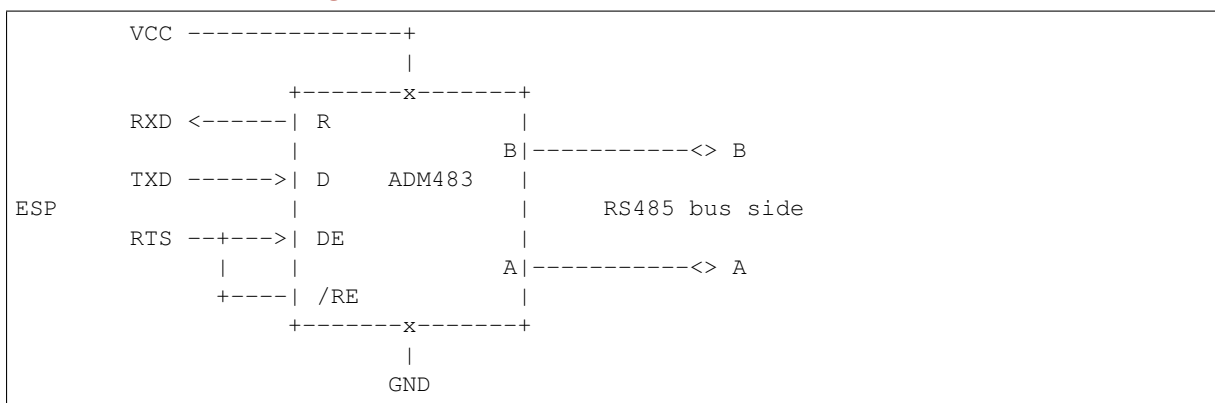 VCC ---------------+
|
+-------x-------+
RXD <------| R |
| B|-----------<> B
TXD ------>| D ADM483 |
ESP | | RS485 bus side
RTS --+--->| DE |
| | A|-----------<> A
+----| /RE |
+-------x-------+
|
GND